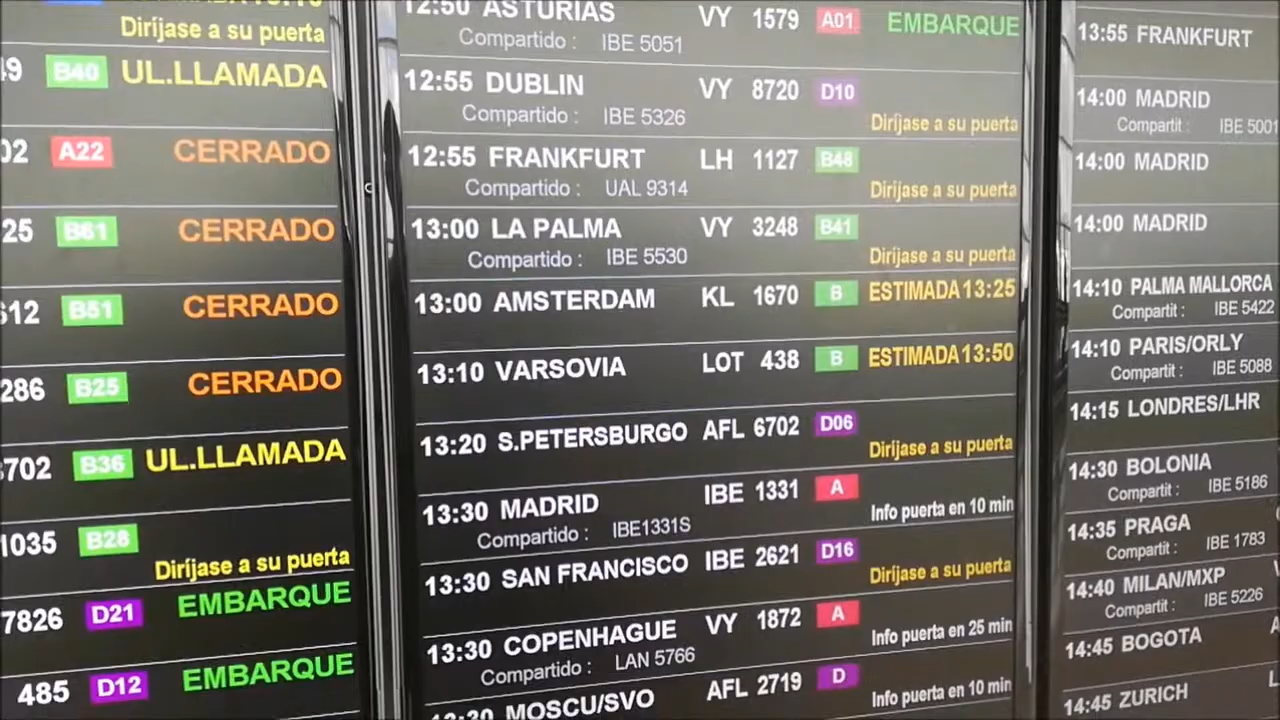 Diríjase a su puerta
49 B40 UL.LLAMADA
02 A22 CERRADO
25 B61 CERRADO
612 B51 CERRADO
286 B25 CERRADO
3702 B36 UL.LLAMADA
1035 B28
Diríjase a su puerta
7826 D21 EMBARQUE
485 D12 EMBARQUE
12:50 ASTURIAS VY 1579 A01 EMBARQUE
Compartido : IBE 5051
12:55 DUBLIN VY 8720 D10
Compartido : IBE 5326 Diríjase a su puerta
12:55 FRANKFURT LH 1127 B48
Compartido : UAL 9314 Diríjase a su puerta
13:00 LA PALMA VY 3248 B41
Compartido : IBE 5530 Diríjase a su puerta
13:00 AMSTERDAM KL 1670 B ESTIMADA 13:25
13:10 VARSOVIA LOT 438 B ESTIMADA 13:50
13:20 S.PETERSBURGO AFL 6702 D06
Diríjase a su puerta
13:30 MADRID IBE 1331 A
Compartido : IBE1331S Info puerta en 10 min
13:30 SAN FRANCISCO IBE 2621 D16
Diríjase a su puerta
13:30 COPENHAGUE VY 1872 A
Compartido : LAN 5766 Info puerta en 25 min
13:30 MOSCU/SVO AFL 2719 D
Info puerta en 10 min
13:55 FRANKFURT
14:00 MADRID
Compartit : IBE 5001
14:00 MADRID
14:00 MADRID
14:10 PALMA MALLORCA
Compartit : IBE 5422
14:10 PARIS/ORLY
Compartit : IBE 5088
14:15 LONDRES/LHR
14:30 BOLONIA
Compartit : IBE 5186
14:35 PRAGA
Compartit : IBE 1783
14:40 MILAN/MXP
Compartit : IBE 5226
14:45 BOGOTA
14:45 ZURICH